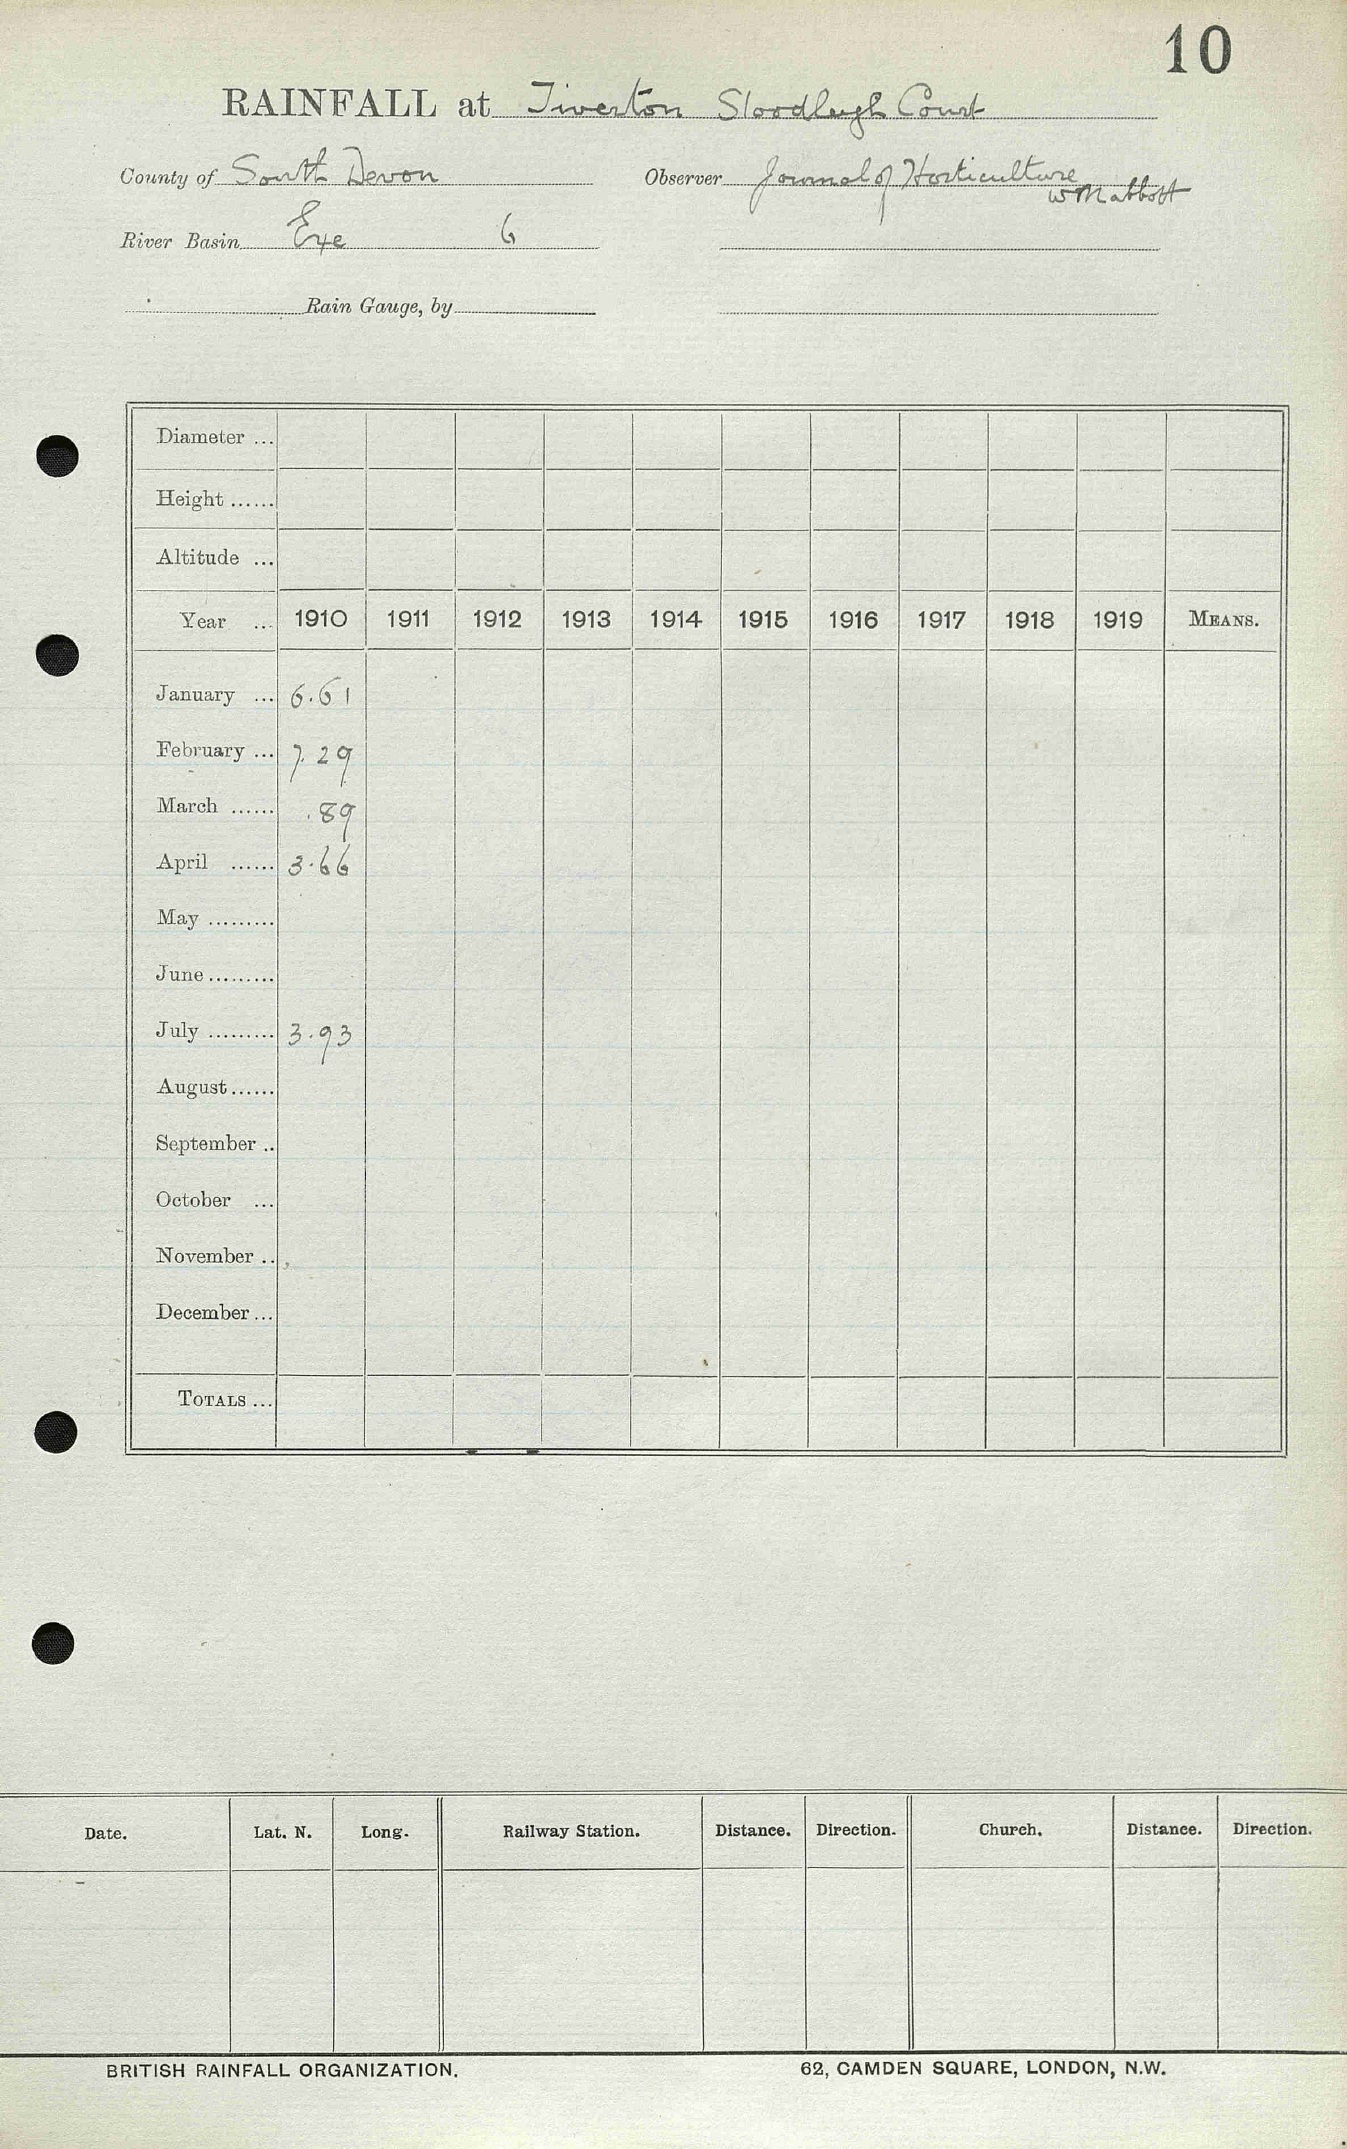 10
RAINFALL at Tiverton Stoodleigh Court
County of South Devon Observer Journal of Horticulture
W Mabbott
River Basin Exe 6
Rain Gauge, by
Diameter ...
Height ......
Altitude ...
Year ... 1910 1911 1912 1913 1914 1915 1916 1917 1918 1919 MEANS.
January ... 6.61
February ... 7.29
March ...... .89
April ...... 3.66
May .........
June .........
July ......... 3.93
August ......
September ..
October ...
November ..
December ...
TOTALS ...
Date. Lat. N. Long. Railway Station. Distance. Direction. Church. Distance. Direction.
BRITISH RAINFALL ORGANIZATION. 62, CAMDEN SQUARE, LONDON, N.W.